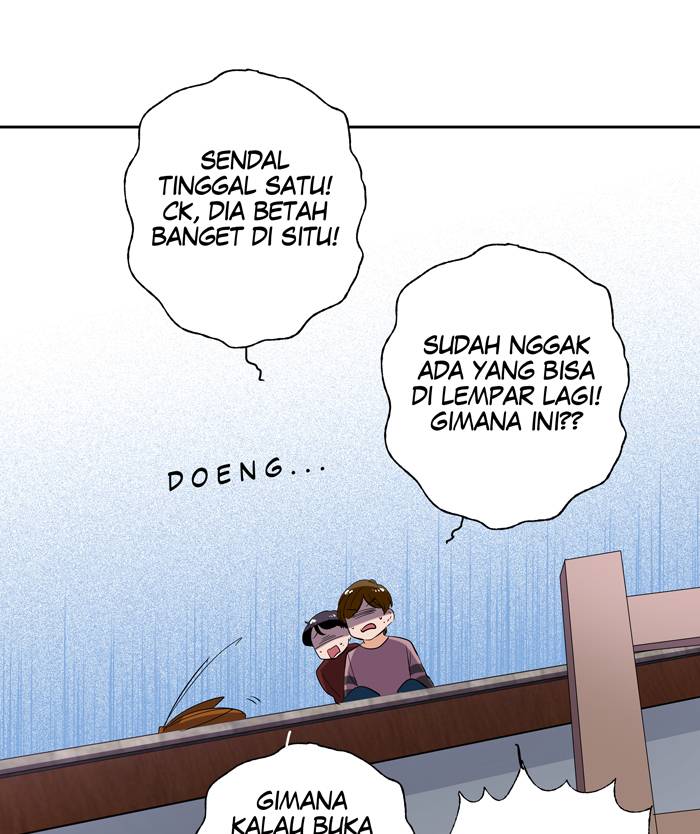 SENDAL
TINGGAL SATU!
CK, DIA BETAH
BANGET DI SITU!
SUDAH NGGAK
ADA YANG BISA
DI LEMPAR LAGI!
GIMANA INI??
DOENG...
GIMANA
KALAU BUKA